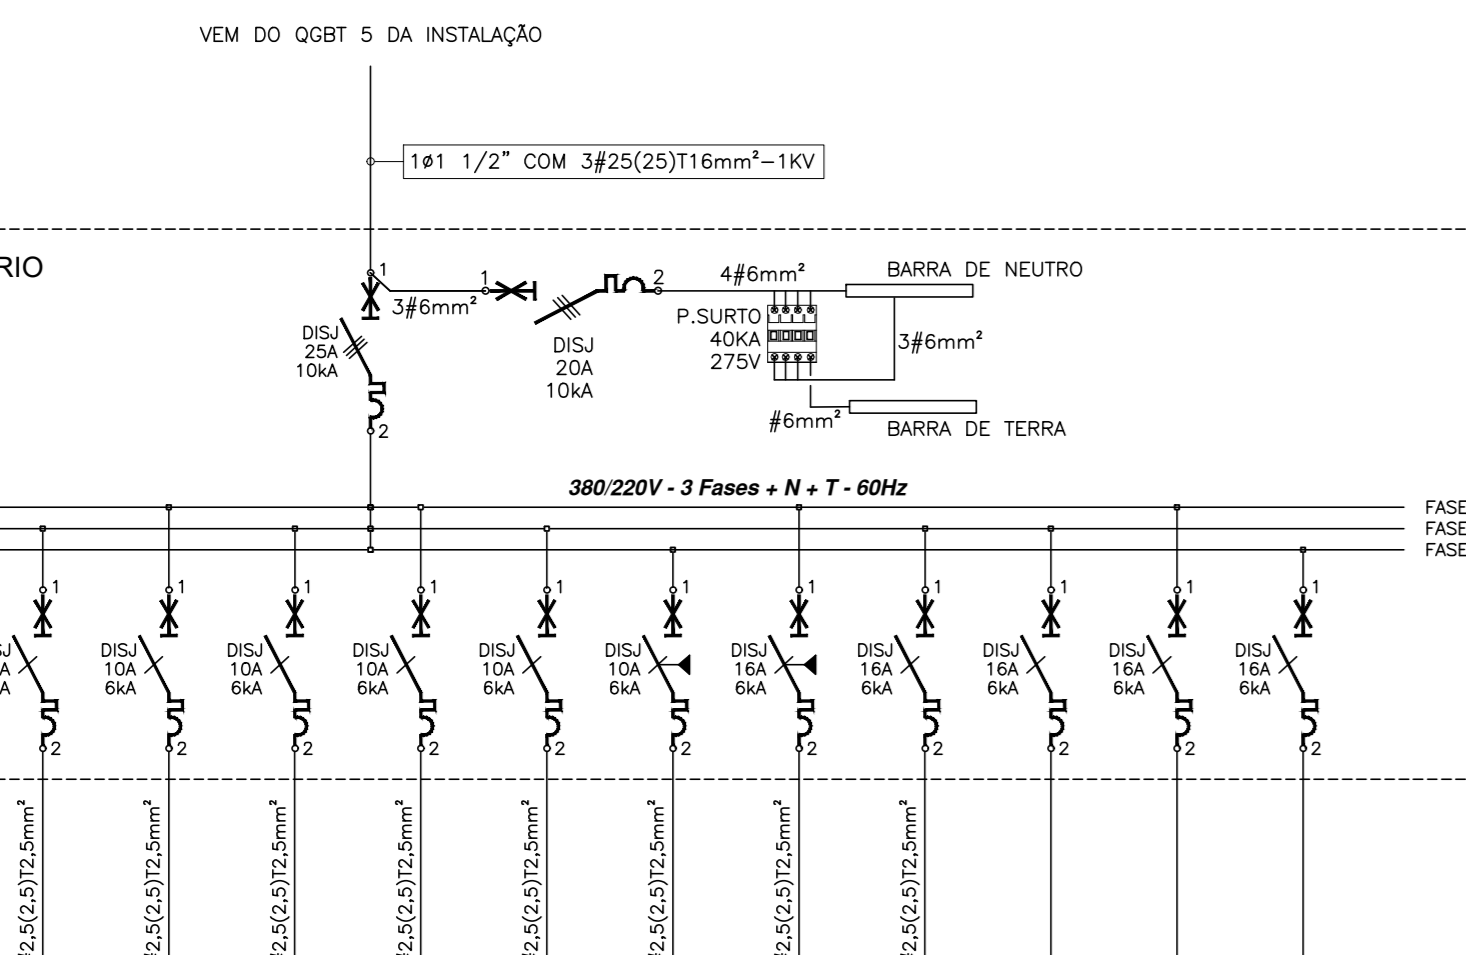 VEM DO QGBT 5 DA INSTALAÇÃO
1ø1 1/2" COM 3#25(25)T16mm²-1KV
RIO
1
3#6mm²
1
2
4#6mm²
BARRA DE NEUTRO
DISJ
25A
10kA
2
DISJ
20A
10kA
P.SURTO
40KA
275V
3#6mm²
#6mm²
BARRA DE TERRA
380/220V - 3 Fases + N + T - 60Hz
FASE
FASE
FASE
1 1 1 1 1 1 1 1 1 1 1
SJ DISJ DISJ DISJ DISJ DISJ DISJ DISJ DISJ DISJ DISJ
A 10A 10A 10A 10A 10A 16A 16A 16A 16A 16A
A 6kA 6kA 6kA 6kA 6kA 6kA 6kA 6kA 6kA 6kA
2 2 2 2 2 2 2 2 2 2 2
#2,5(2,5)T2,5mm²
#2,5(2,5)T2,5mm²
#2,5(2,5)T2,5mm²
#2,5(2,5)T2,5mm²
#2,5(2,5)T2,5mm²
#2,5(2,5)T2,5mm²
#2,5(2,5)T2,5mm²
#2,5(2,5)T2,5mm²